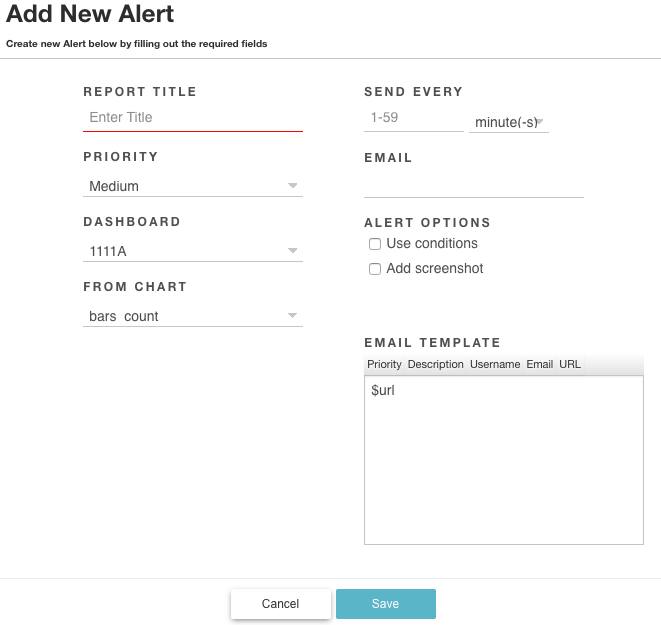 Add New Alert
Create new Alert below by filling out the required fields
REPORT TITLE
Enter Title
PRIORITY
Medium
DASHBOARD
1111A
FROM CHART
bars count
SEND EVERY
1-59 minute(-s)
EMAIL
ALERT OPTIONS
Use conditions
Add screenshot
EMAIL TEMPLATE
Priority Description Username Email URL
$url
Cancel Save